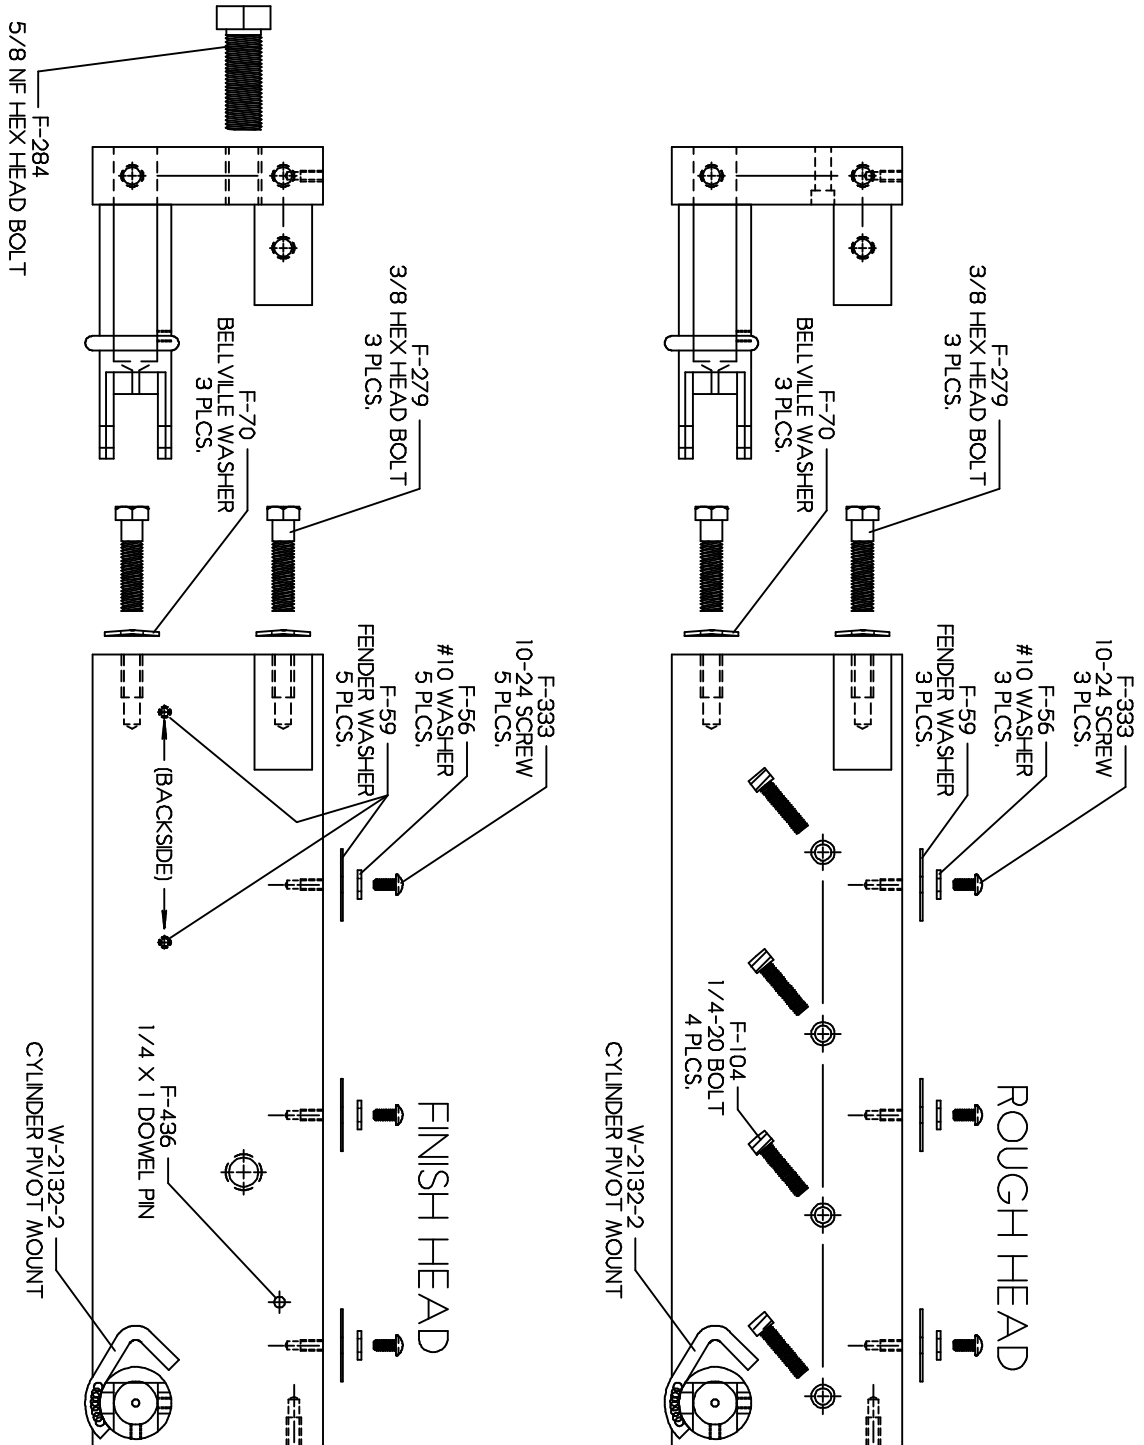 ROUGH HEAD
F-333
10-24 SCREW
3 PLCS.
F-56
#10 WASHER
3 PLCS.
F-59
FENDER WASHER
3 PLCS.
F-279
3/8 HEX HEAD BOLT
3 PLCS.
F-70
BELLVILLE WASHER
3 PLCS.
F-104
1/4-20 BOLT
4 PLCS.
W-2132-2
CYLINDER PIVOT MOUNT
FINISH HEAD
F-333
10-24 SCREW
5 PLCS.
F-56
#10 WASHER
5 PLCS.
F-59
FENDER WASHER
5 PLCS.
F-279
3/8 HEX HEAD BOLT
3 PLCS.
F-70
BELLVILLE WASHER
3 PLCS.
(BACKSIDE)
F-436
1/4 X 1 DOWEL PIN
W-2132-2
CYLINDER PIVOT MOUNT
F-284
5/8 NF HEX HEAD BOLT